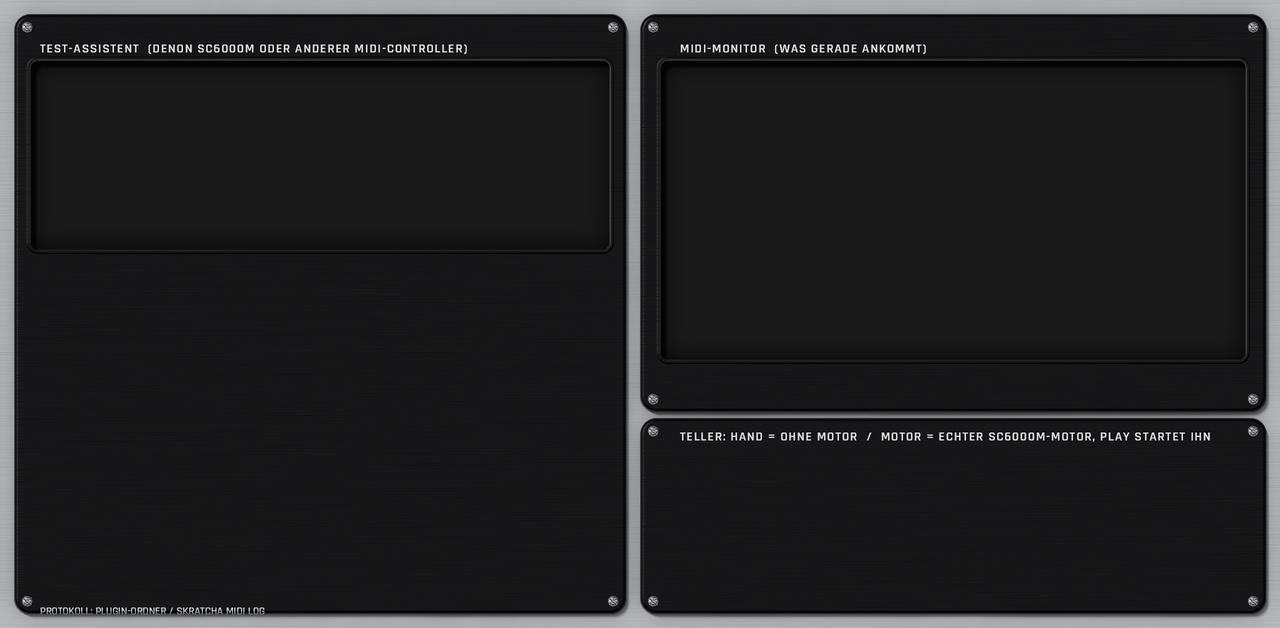 TEST-ASSISTENT (DENON SC6000M ODER ANDERER MIDI-CONTROLLER)
MIDI-MONITOR (WAS GERADE ANKOMMT)
TELLER: HAND = OHNE MOTOR / MOTOR = ECHTER SC6000M-MOTOR, PLAY STARTET IHN
PROTOKOLL: PLUGIN-ORDNER / SKRATCHA MIDI.LOG